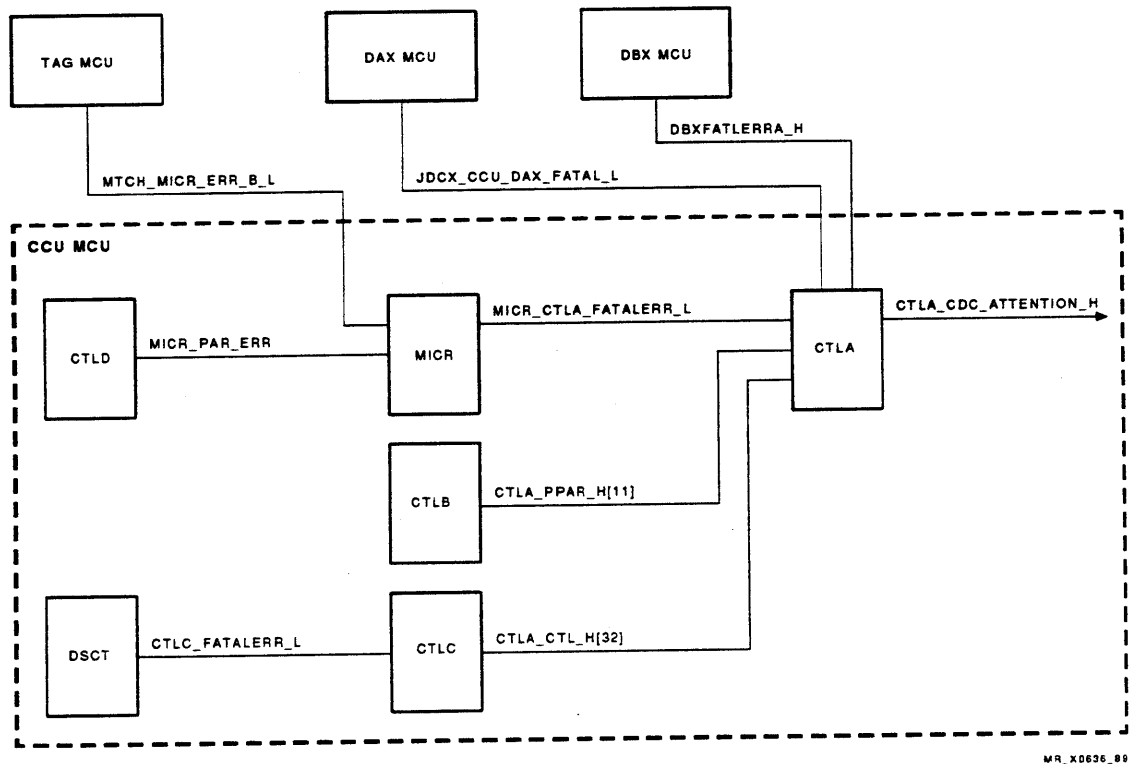 TAG MCU
DAX MCU
DBX MCU
DBXFATLERRA_H
MTCH_MICR_ERR_B_L
JDCX_CCU_DAX_FATAL_L
CCU MCU
CTLD
MICR_PAR_ERR
MICR
MICR_CTLA_FATALERR_L
CTLA
CTLA_CDC_ATTENTION_H
CTLB
CTLA_PPAR_H[11]
DSCT
CTLC_FATALERR_L
CTLC
CTLA_CTL_H[32]
MR_X0636_89